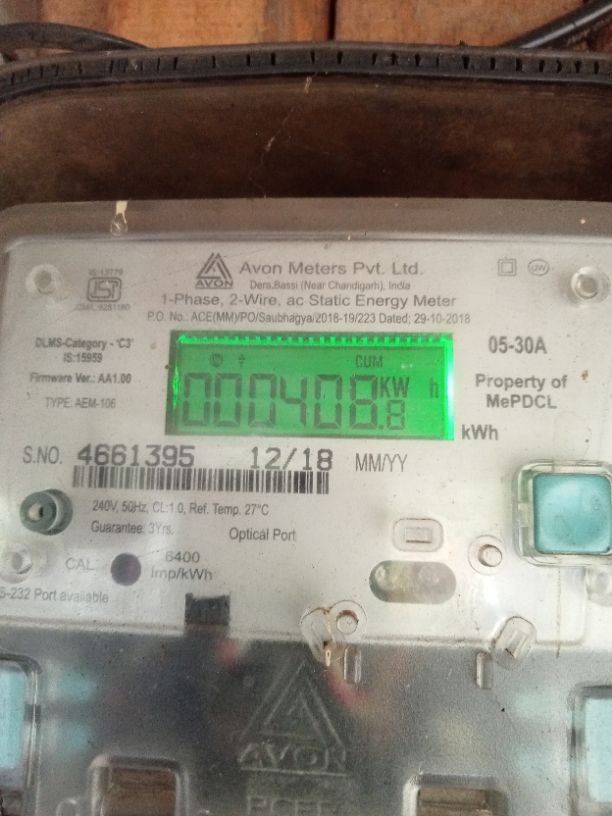 AVON
Avon Meters Pvt. Ltd.
Dera.Bassi (Near Chandigarh), India
1-Phase, 2-Wire, ac Static Energy Meter
P.O. No.: ACE(MM)/PO/Saubhagya/2018-19/223 Dated; 29-10-2018
IS:13779
ISI
DLMS-Category - 'C3'
IS:15959
Firmware Ver.: AA1.06
TYPE: AEM-106
CUM
000408.8 KW h
kWh
05-30A
Property of
MePDCL
S.NO. 4661395 12/18 MM/YY
240V, 50Hz, CL:1.0, Ref. Temp. 27°C
Guarantee: 3Yrs.
Optical Port
CAL.
6400
Imp/kWh
S-232 Port available
AVON